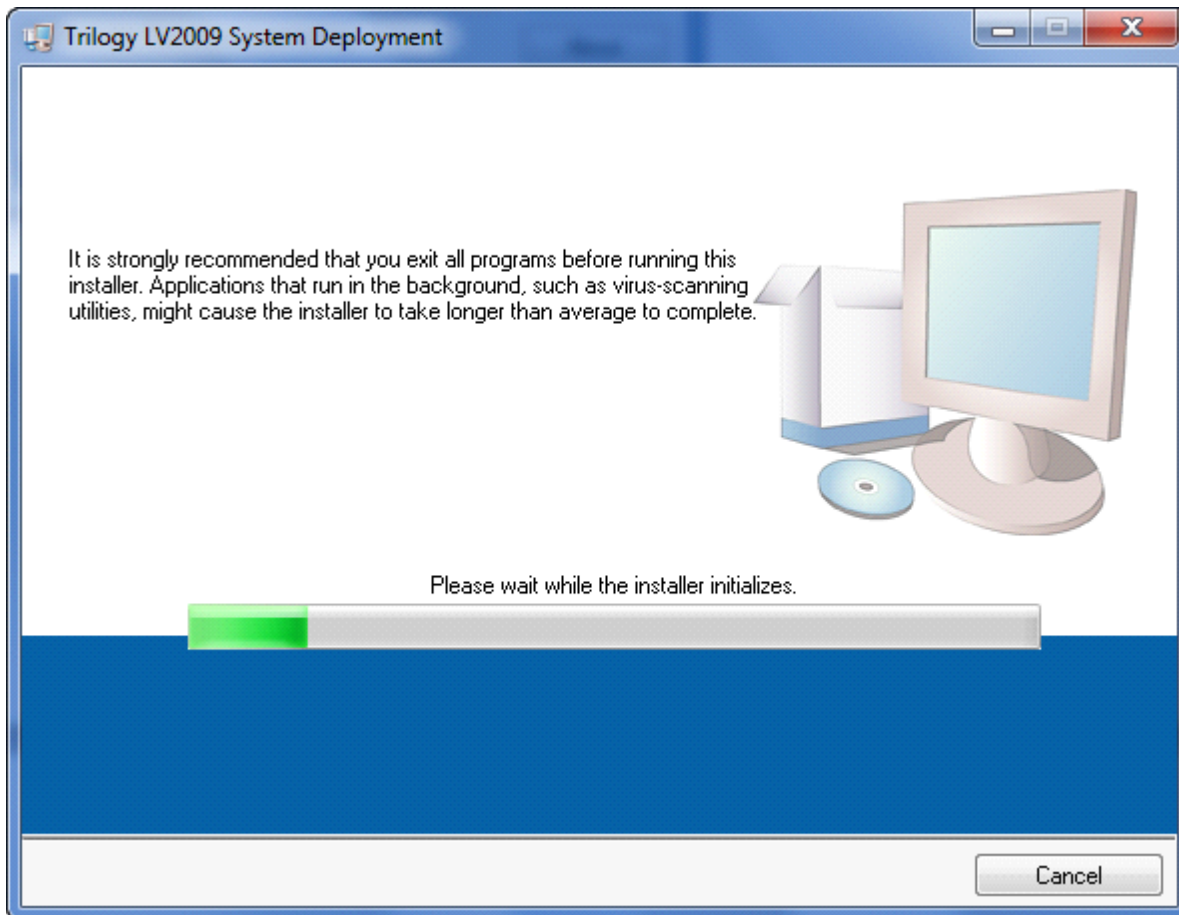 Trilogy LV2009 System Deployment
It is strongly recommended that you exit all programs before running this
installer. Applications that run in the background, such as virus-scanning
utilities, might cause the installer to take longer than average to complete.
Please wait while the installer initializes.
Cancel